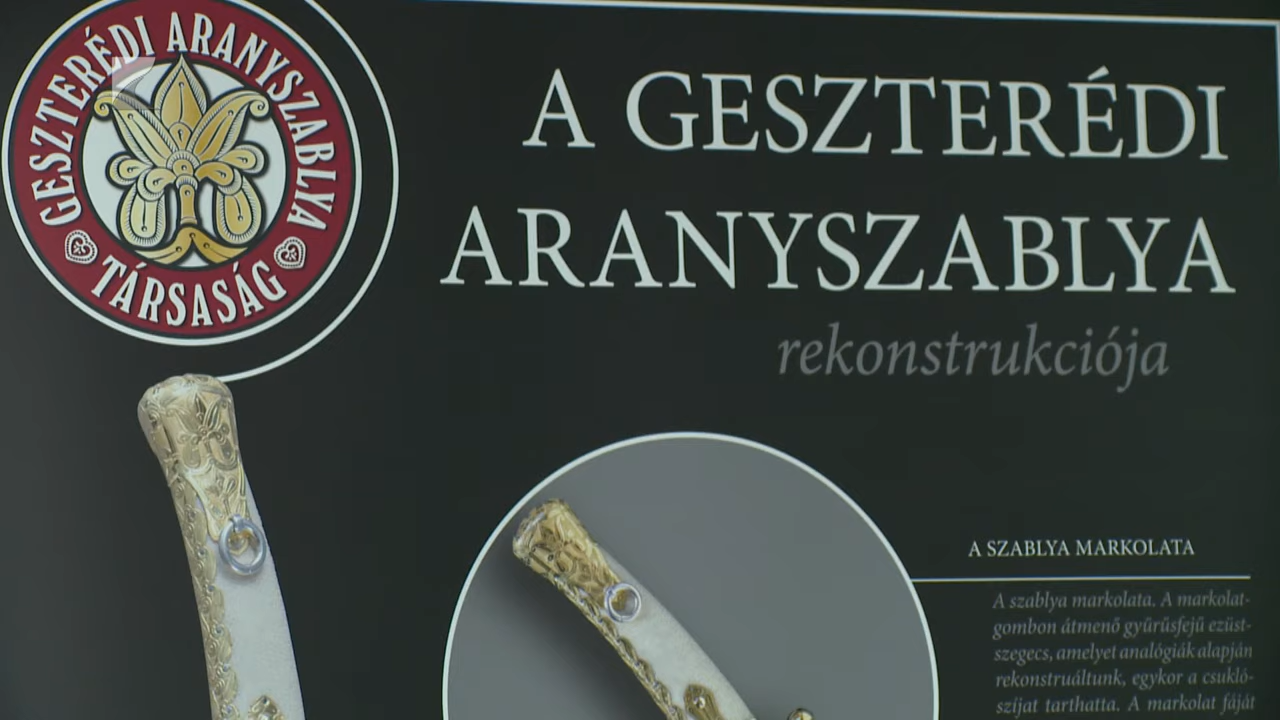 GESZTERÉDI ARANYSZABLYA
TÁRSASÁG
A GESZTERÉDI
ARANYSZABLYA
rekonstrukciója
A SZABLYA MARKOLATA
A szablya markolata. A markolat-
gombon átmenő gyűrűsfejű ezüst-
szegecs, amelyet analógiák alapján
rekonstruáltunk, egykor a csukló-
szíjat tarthatta. A markolat fáját